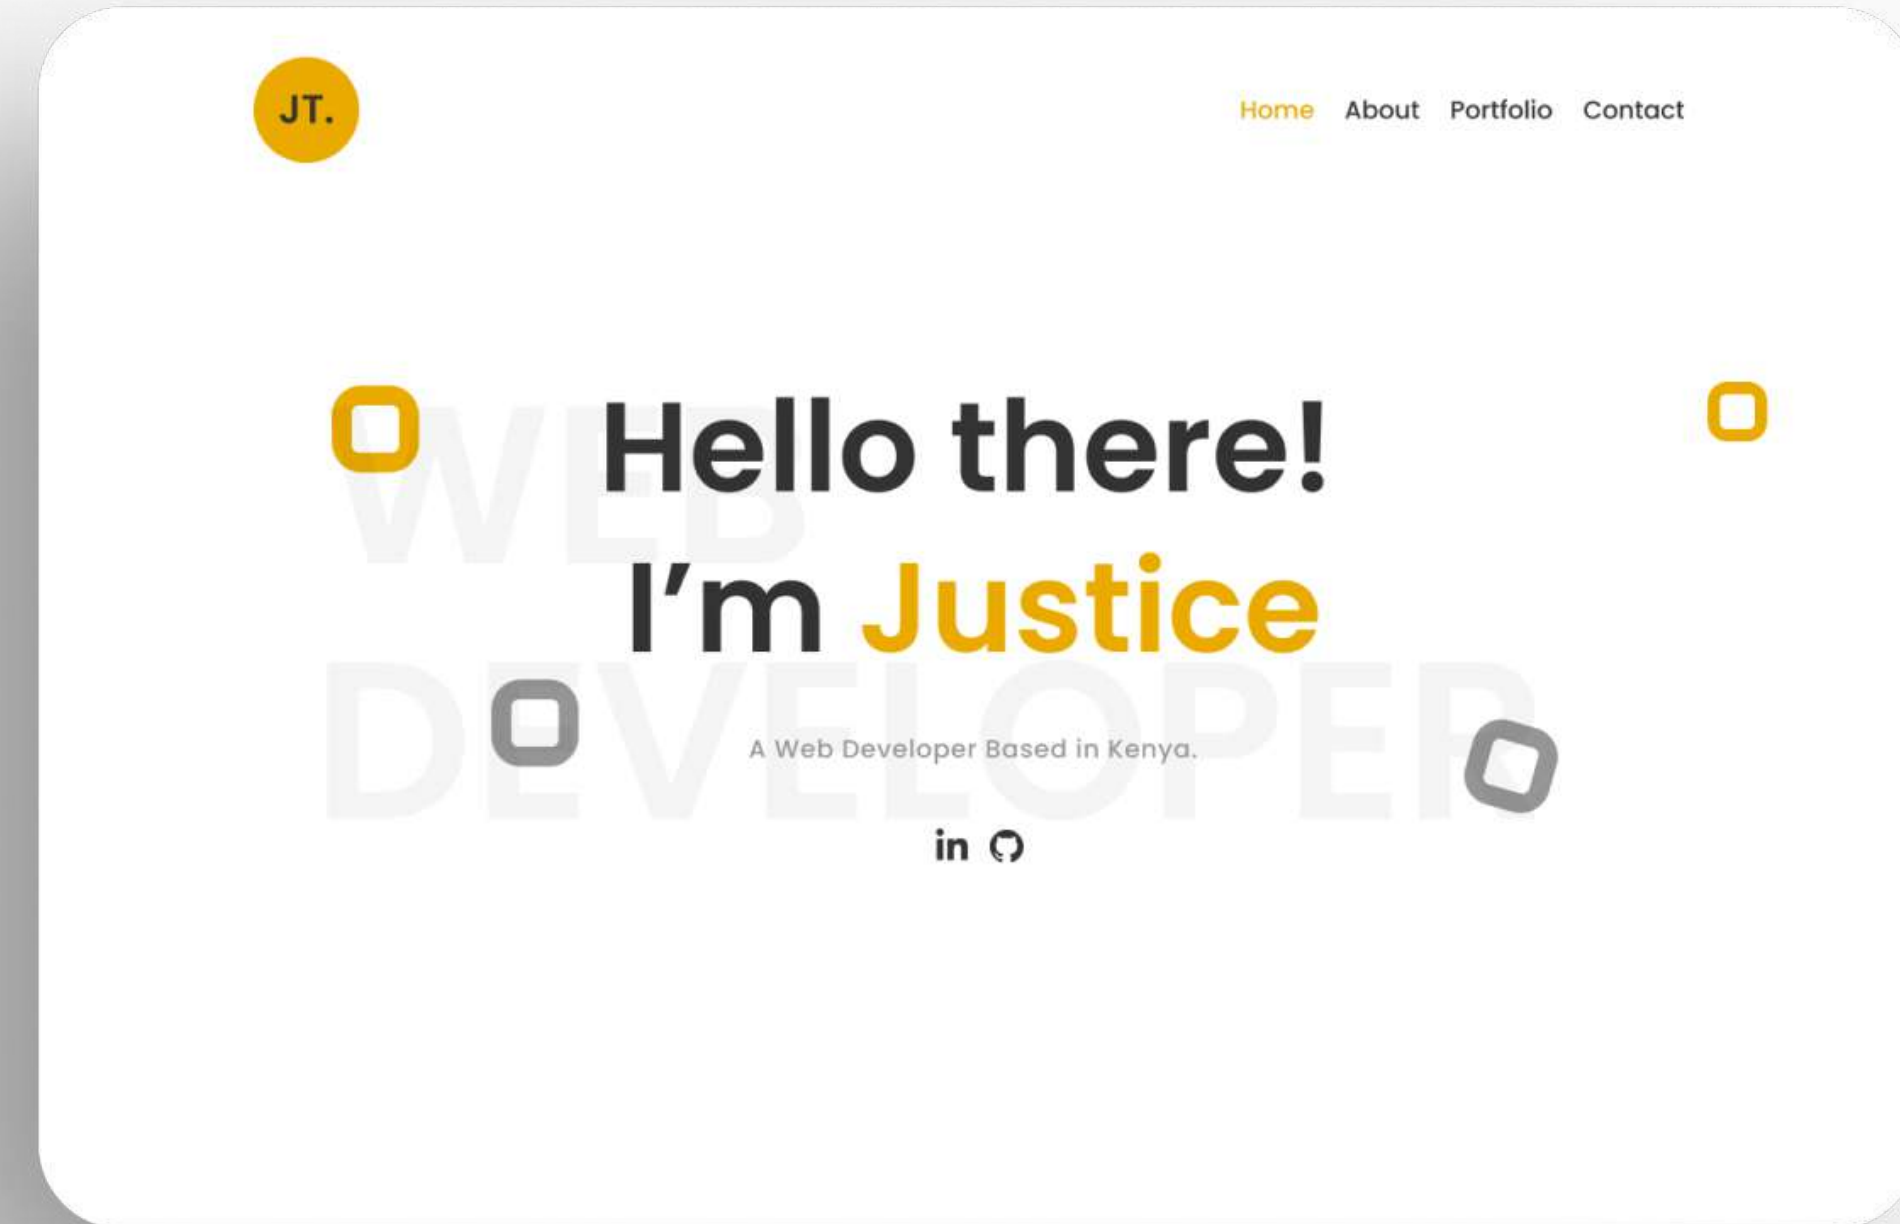 JT.
Home About Portfolio Contact
WEB
Hello there!
I’m Justice
DEVELOPER
A Web Developer Based in Kenya.
in